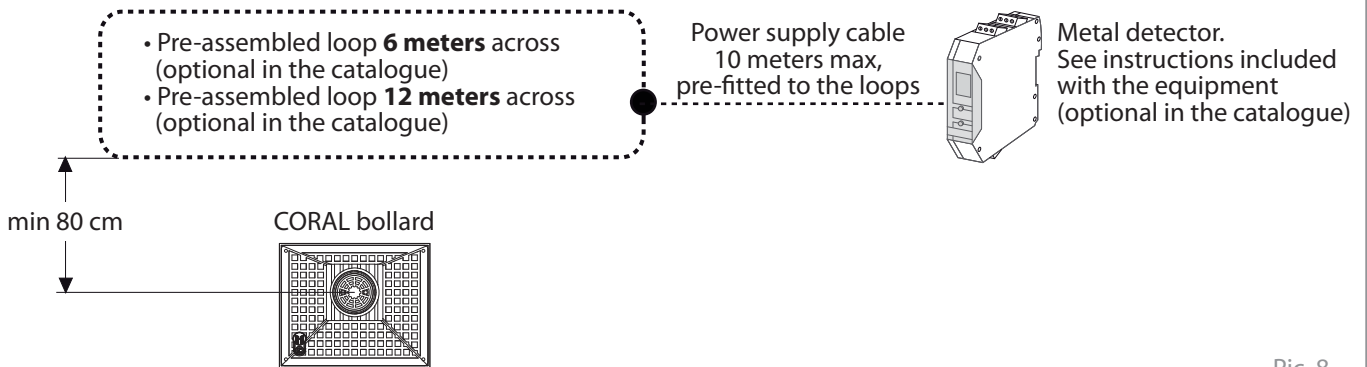 • Pre-assembled loop 6 meters across
(optional in the catalogue)
• Pre-assembled loop 12 meters across
(optional in the catalogue)
Power supply cable
10 meters max,
pre-fitted to the loops
Metal detector.
See instructions included
with the equipment
(optional in the catalogue)
min 80 cm
CORAL bollard
Pic. 8